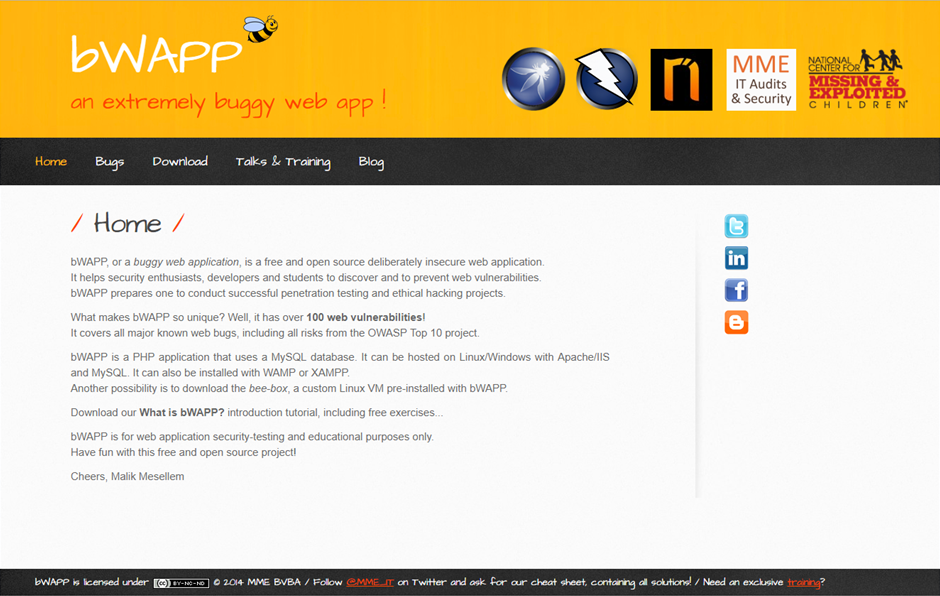 bWAPP
an extremely buggy web app !
n
MME
IT Audits
& Security
NATIONAL
CENTER FOR
MISSING &
EXPLOITED
CHILDREN®
Home Bugs Download Talks & Training Blog
/ Home /
bWAPP, or a buggy web application, is a free and open source deliberately insecure web application.
It helps security enthusiasts, developers and students to discover and to prevent web vulnerabilities.
bWAPP prepares one to conduct successful penetration testing and ethical hacking projects.
What makes bWAPP so unique? Well, it has over 100 web vulnerabilities!
It covers all major known web bugs, including all risks from the OWASP Top 10 project.
bWAPP is a PHP application that uses a MySQL database. It can be hosted on Linux/Windows with Apache/IIS
and MySQL. It can also be installed with WAMP or XAMPP.
Another possibility is to download the bee-box, a custom Linux VM pre-installed with bWAPP.
Download our What is bWAPP? introduction tutorial, including free exercises...
bWAPP is for web application security-testing and educational purposes only.
Have fun with this free and open source project!
Cheers, Malik Mesellem
t
in
f
B
bWAPP is licensed under (cc) BY-NC-ND © 2014 MME BVBA / Follow @MME_IT on Twitter and ask for our cheat sheet, containing all solutions! / Need an exclusive training?